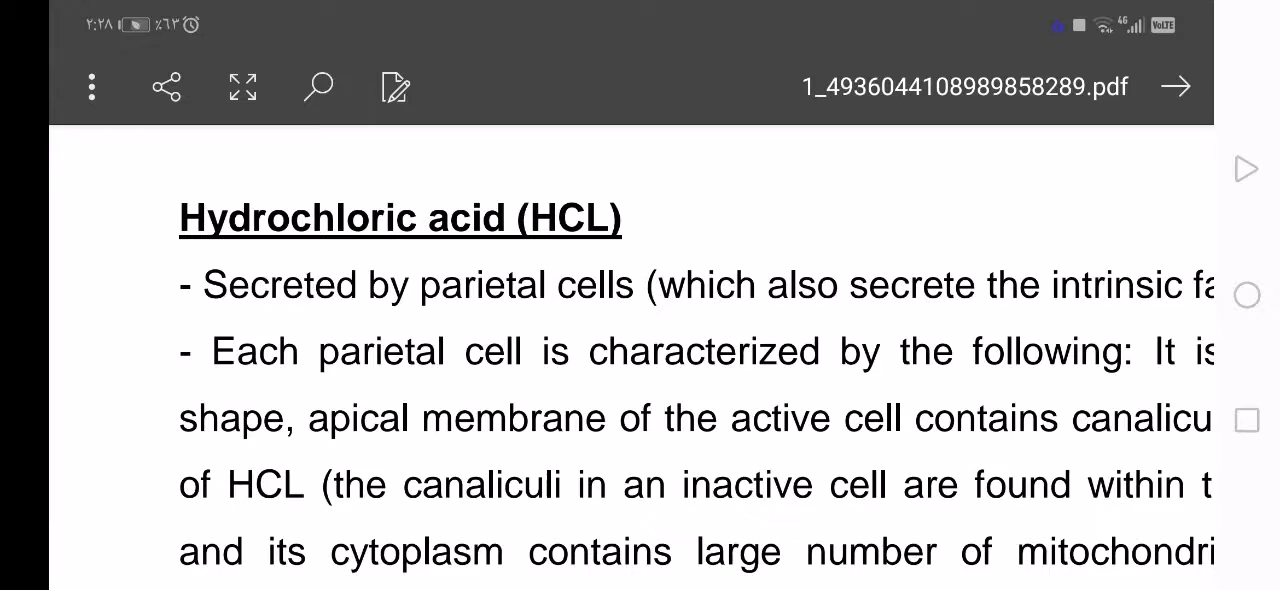 ٢:٢٨ ٪٦٣ 4G VoLTE
1_4936044108989858289.pdf
Hydrochloric acid (HCL)
- Secreted by parietal cells (which also secrete the intrinsic fa
- Each parietal cell is characterized by the following: It is
shape, apical membrane of the active cell contains canalicu
of HCL (the canaliculi in an inactive cell are found within t
and its cytoplasm contains large number of mitochondri